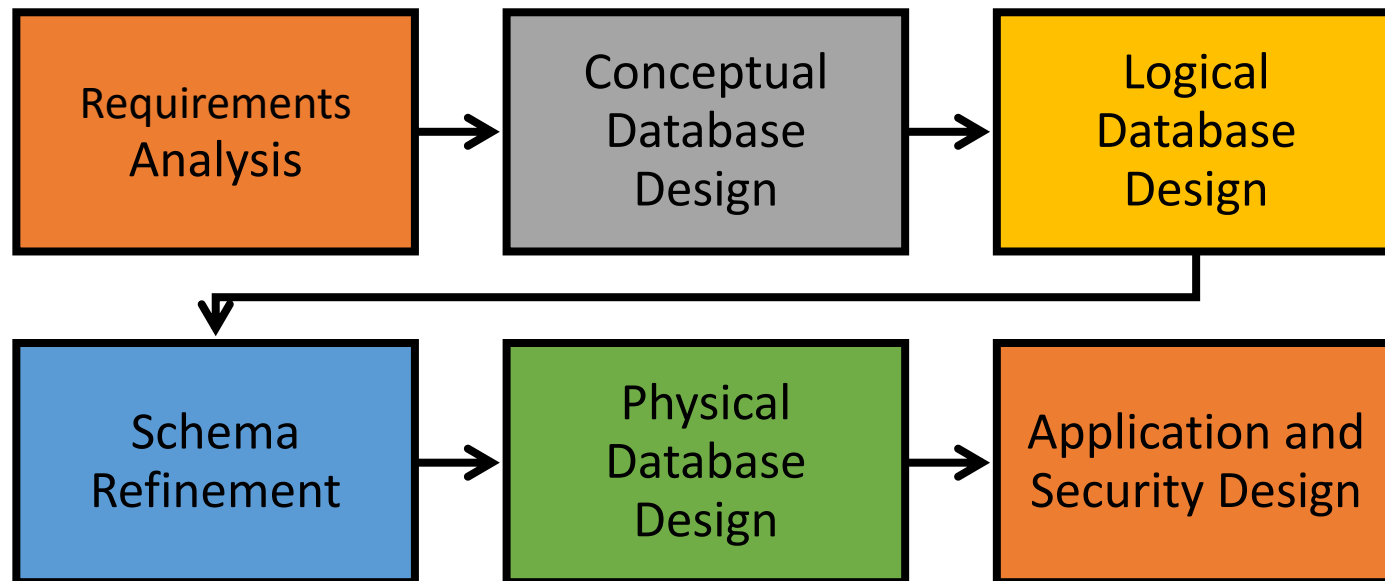 Requirements
Analysis
Conceptual
Database
Design
Logical
Database
Design
Schema
Refinement
Physical
Database
Design
Application and
Security Design